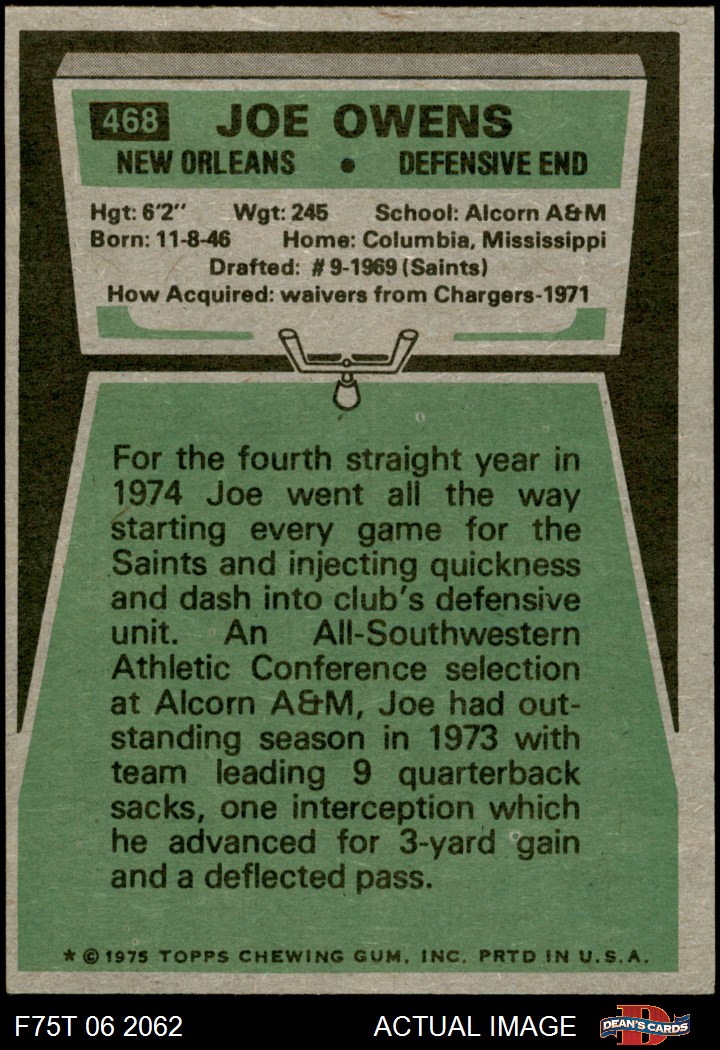 468 JOE OWENS
NEW ORLEANS • DEFENSIVE END
Hgt: 6'2" Wgt: 245 School: Alcorn A&M
Born: 11-8-46 Home: Columbia, Mississippi
Drafted: #9-1969 (Saints)
How Acquired: waivers from Chargers-1971
For the fourth straight year in
1974 Joe went all the way
starting every game for the
Saints and injecting quickness
and dash into club's defensive
unit. An All-Southwestern
Athletic Conference selection
at Alcorn A&M, Joe had out-
standing season in 1973 with
team leading 9 quarterback
sacks, one interception which
he advanced for 3-yard gain
and a deflected pass.
* © 1975 TOPPS CHEWING GUM, INC. PRTD IN U.S.A.
F75T 06 2062 ACTUAL IMAGE D DEAN'S CARDS